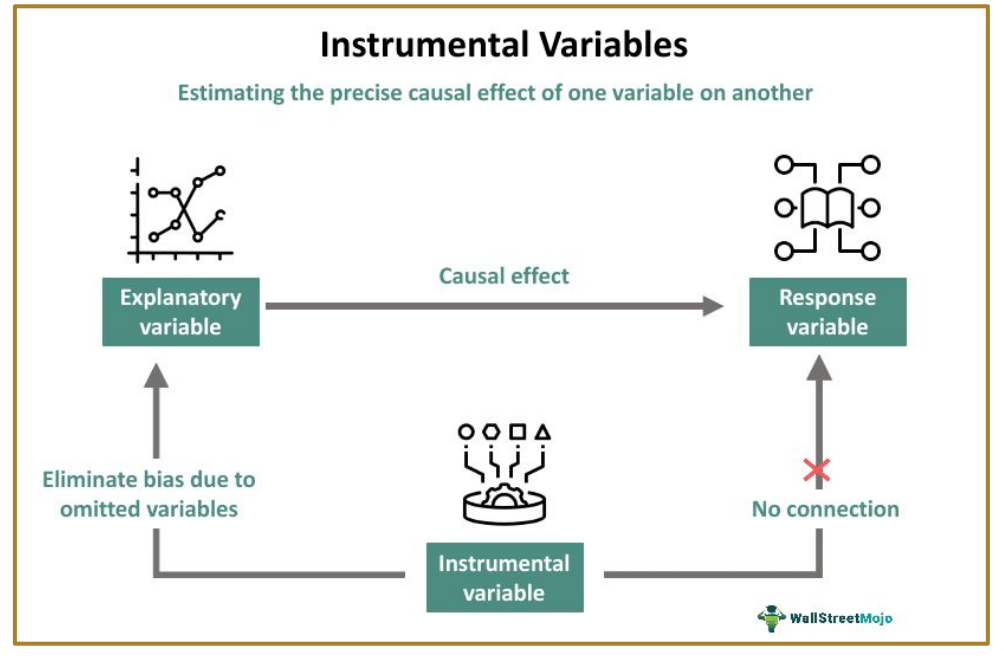 Instrumental Variables
Estimating the precise causal effect of one variable on another
Causal effect
Explanatory
variable
Response
variable
Eliminate bias due to
omitted variables
No connection
Instrumental
variable
WallStreetMojo